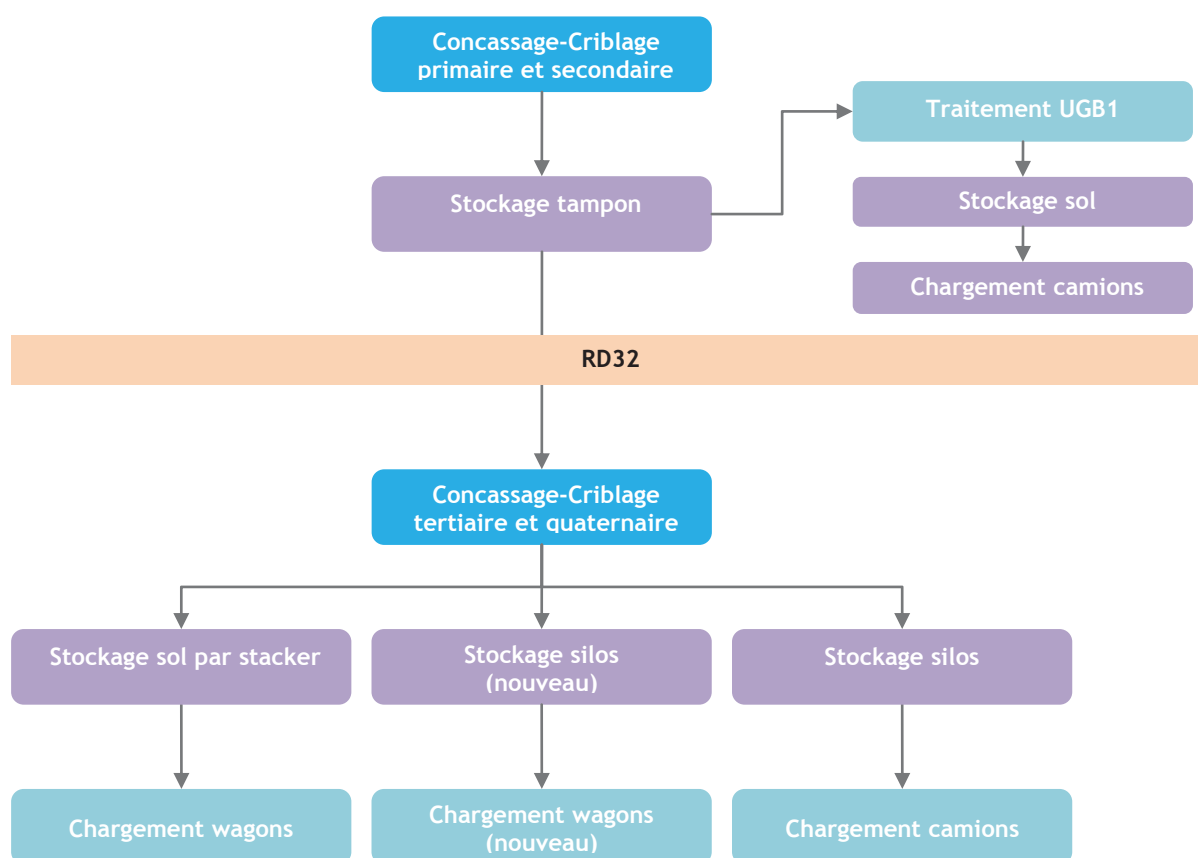 Concassage-Criblage
primaire et secondaire
Traitement UGB1
Stockage tampon
Stockage sol
Chargement camions
RD32
Concassage-Criblage
tertiaire et quaternaire
Stockage sol par stacker
Stockage silos
(nouveau)
Stockage silos
Chargement wagons
Chargement wagons
(nouveau)
Chargement camions